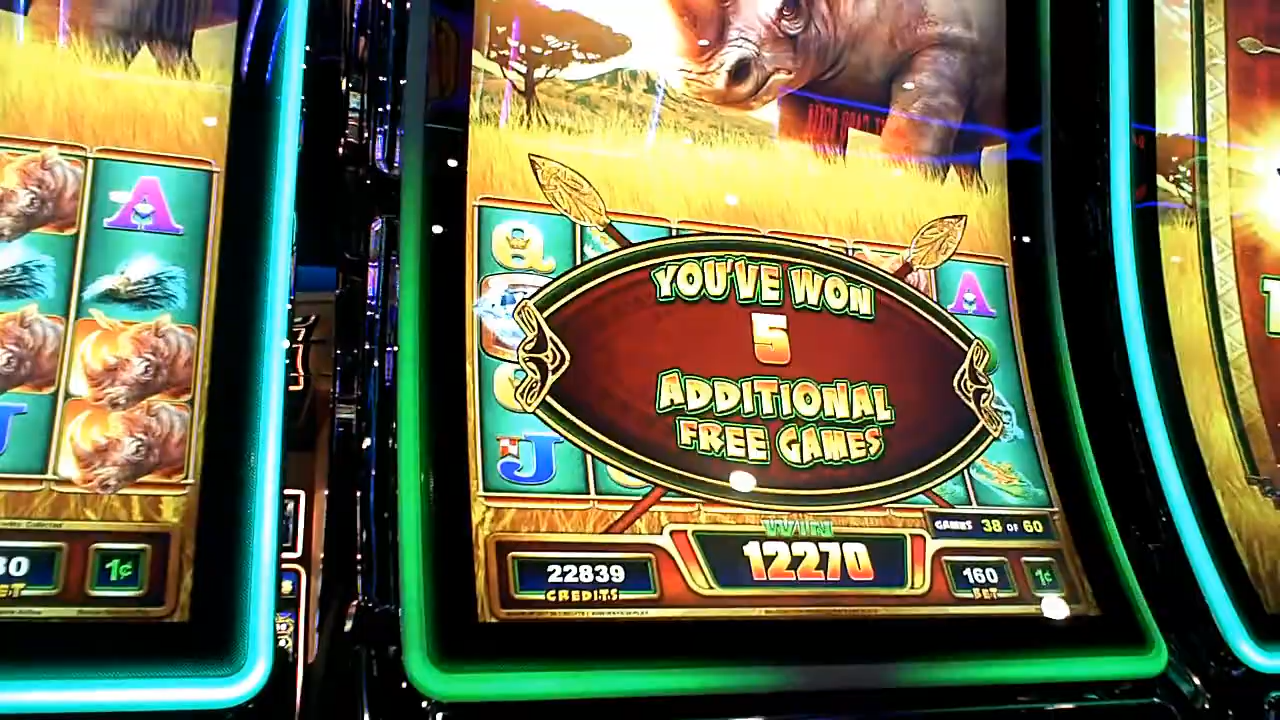 A
Q
A
YOU'VE WON
5
ADDITIONAL
FREE GAMES
J
J
WIN
GAMES 38 OF 60
12270
22839
CREDITS
160
BET
1¢
1¢